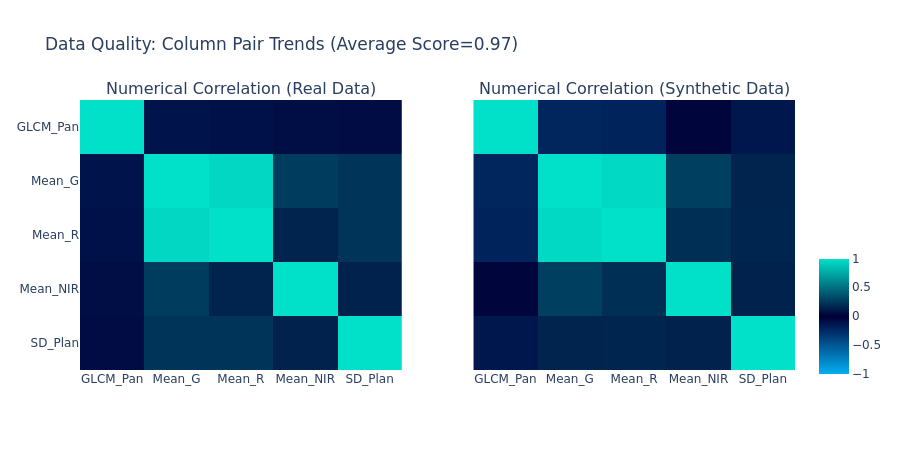 Data Quality: Column Pair Trends (Average Score=0.97)
Numerical Correlation (Real Data)
Numerical Correlation (Synthetic Data)
GLCM_Pan
Mean_G
Mean_R
Mean_NIR
SD_Plan
GLCM_Pan Mean_G Mean_R Mean_NIR SD_Plan
GLCM_Pan Mean_G Mean_R Mean_NIR SD_Plan
1
0.5
0
−0.5
−1